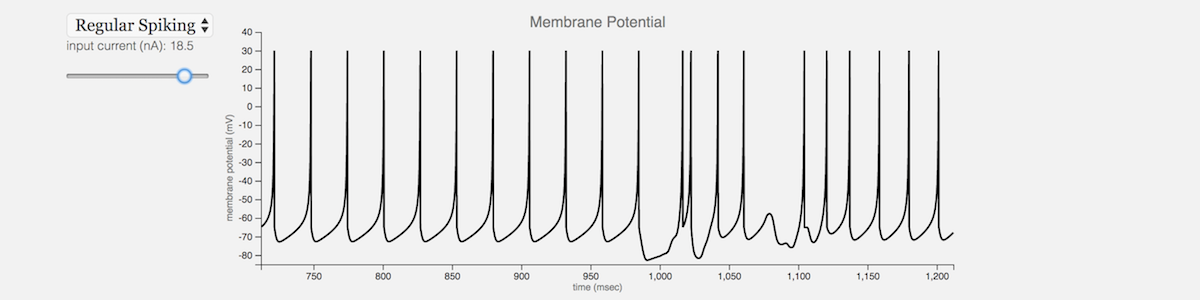 Regular Spiking
input current (nA): 18.5
Membrane Potential
membrane potential (mV)
40
30
20
10
0
-10
-20
-30
-40
-50
-60
-70
-80
750 800 850 900 950 1,000 1,050 1,100 1,150 1,200
time (msec)